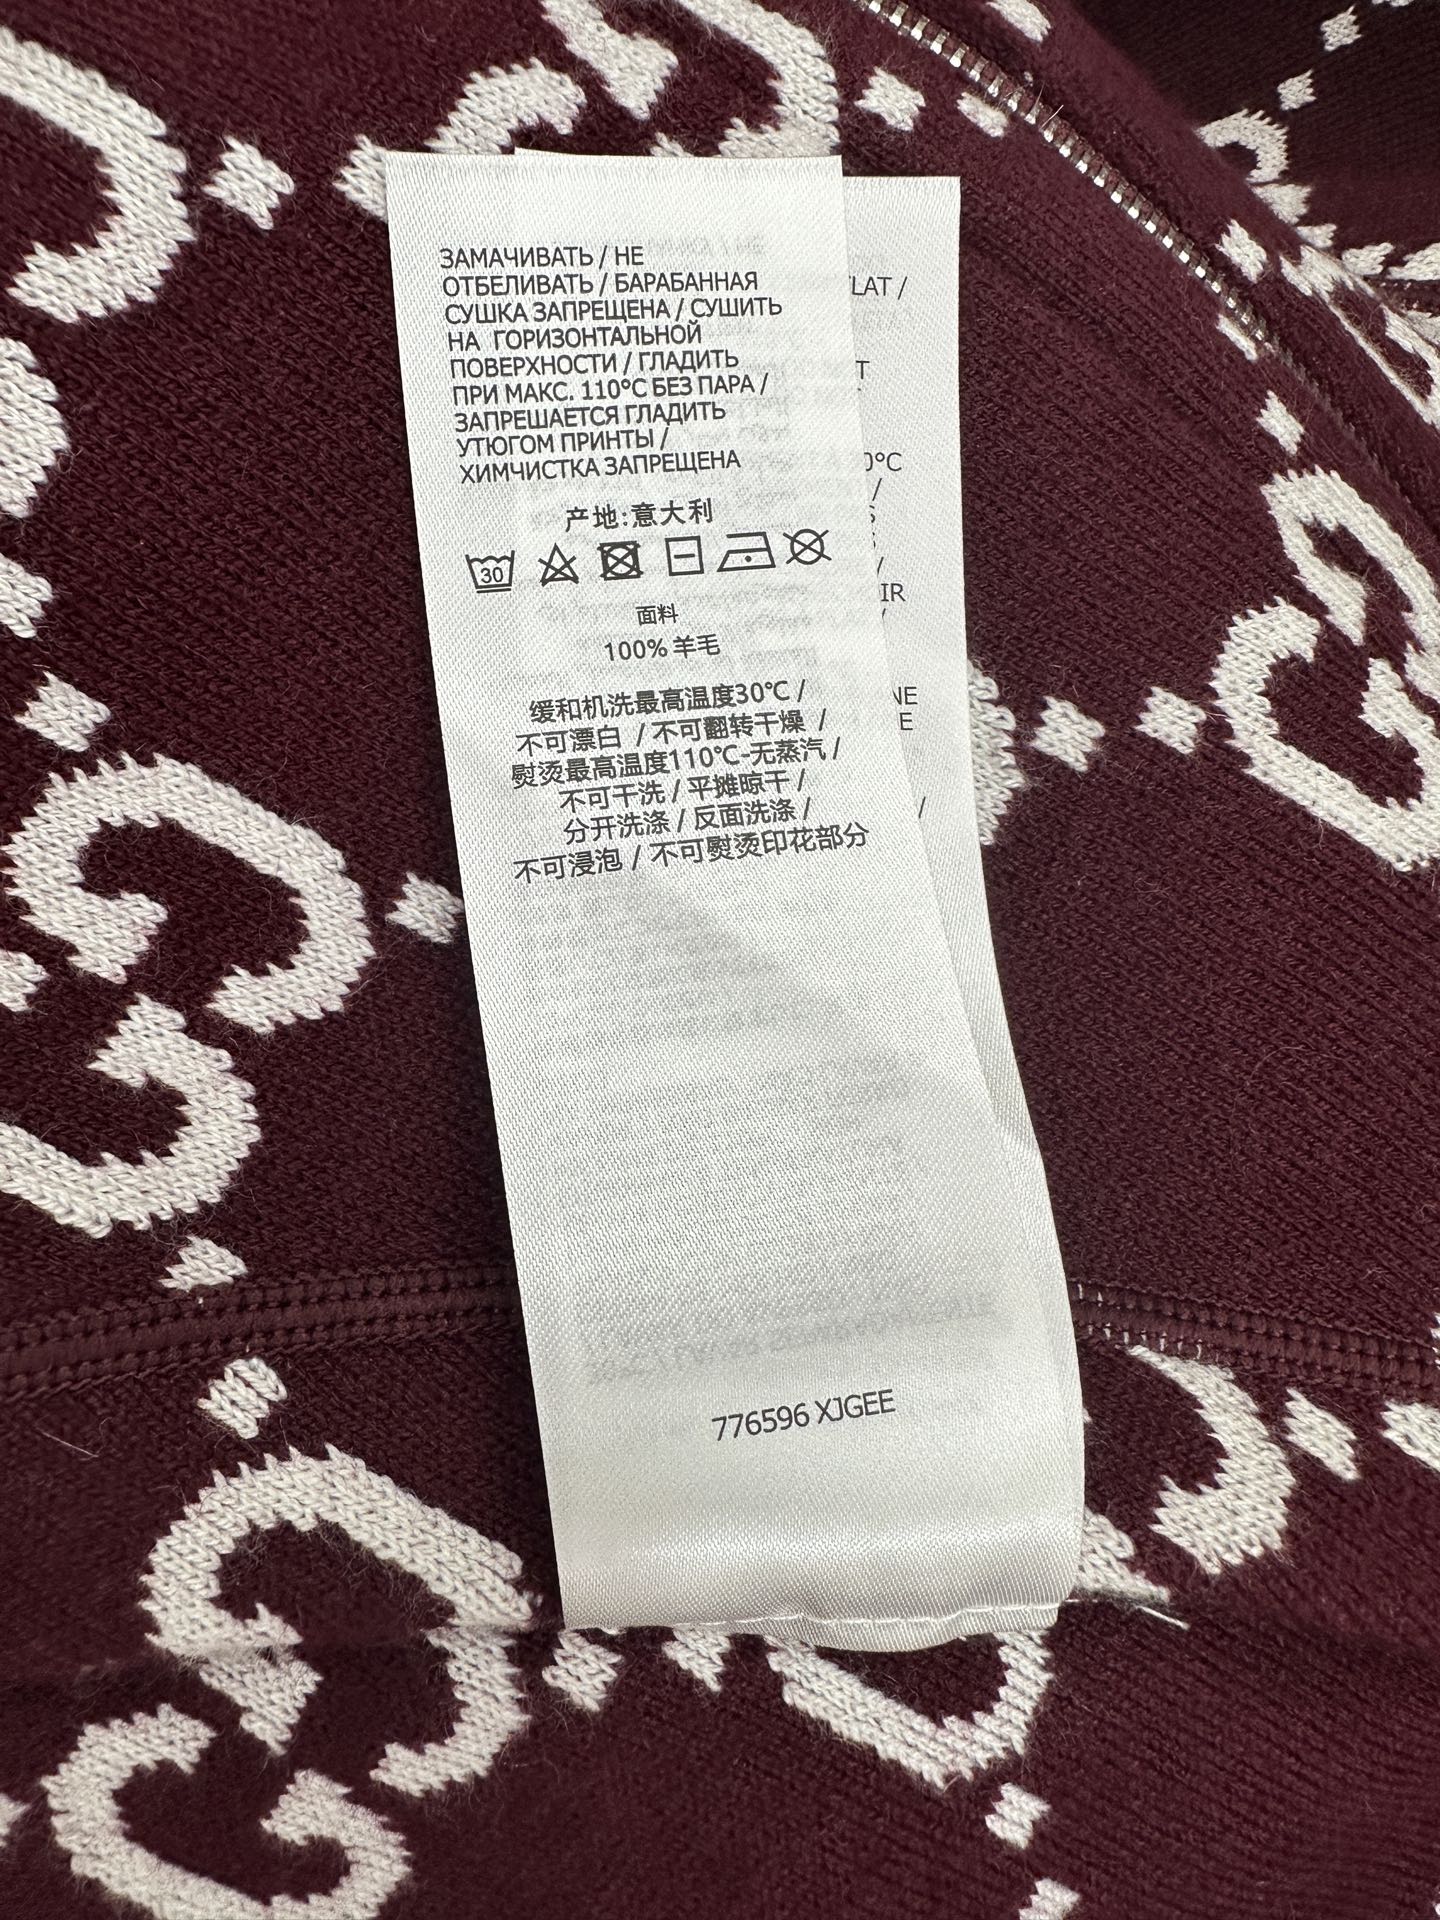 ЗАМАЧИВАТЬ / НЕ
ОТБЕЛИВАТЬ / БАРАБАННАЯ
СУШКА ЗАПРЕЩЕНА / СУШИТЬ
НА ГОРИЗОНТАЛЬНОЙ
ПОВЕРХНОСТИ / ГЛАДИТЬ
ПРИ МАКС. 110°C БЕЗ ПАРА /
ЗАПРЕШАЕТСЯ ГЛАДИТЬ
УТЮГОМ ПРИНТЫ /
ХИМЧИСТКА ЗАПРЕЩЕНА
产地:意大利
30
面料
100% 羊毛
缓和机洗最高温度30℃ /
不可漂白 / 不可翻转干燥 /
熨烫最高温度110℃-无蒸汽 /
不可干洗 / 平摊晾干 /
分开洗涤 / 反面洗涤 /
不可浸泡 / 不可熨烫印花部分
776596 XJGEE